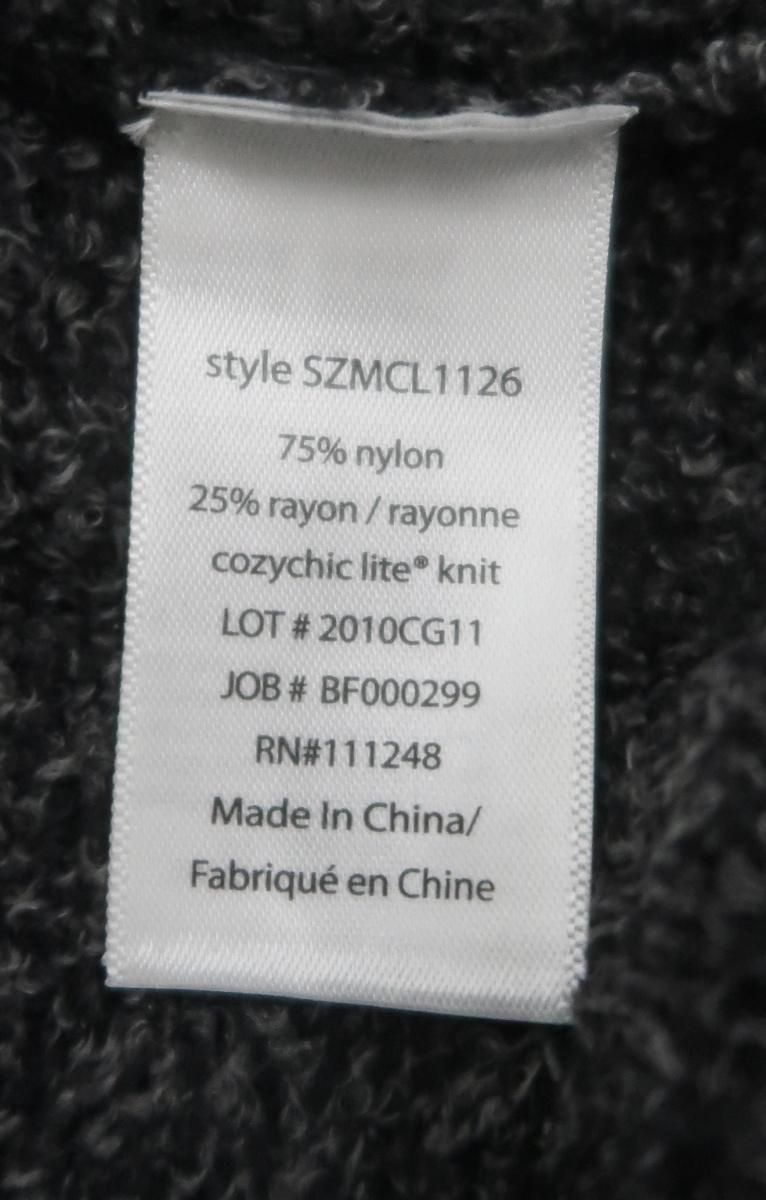 style SZMCL1126
75% nylon
25% rayon / rayonne
cozychic lite® knit
LOT # 2010CG11
JOB # BF000299
RN#111248
Made In China/
Fabriqué en Chine